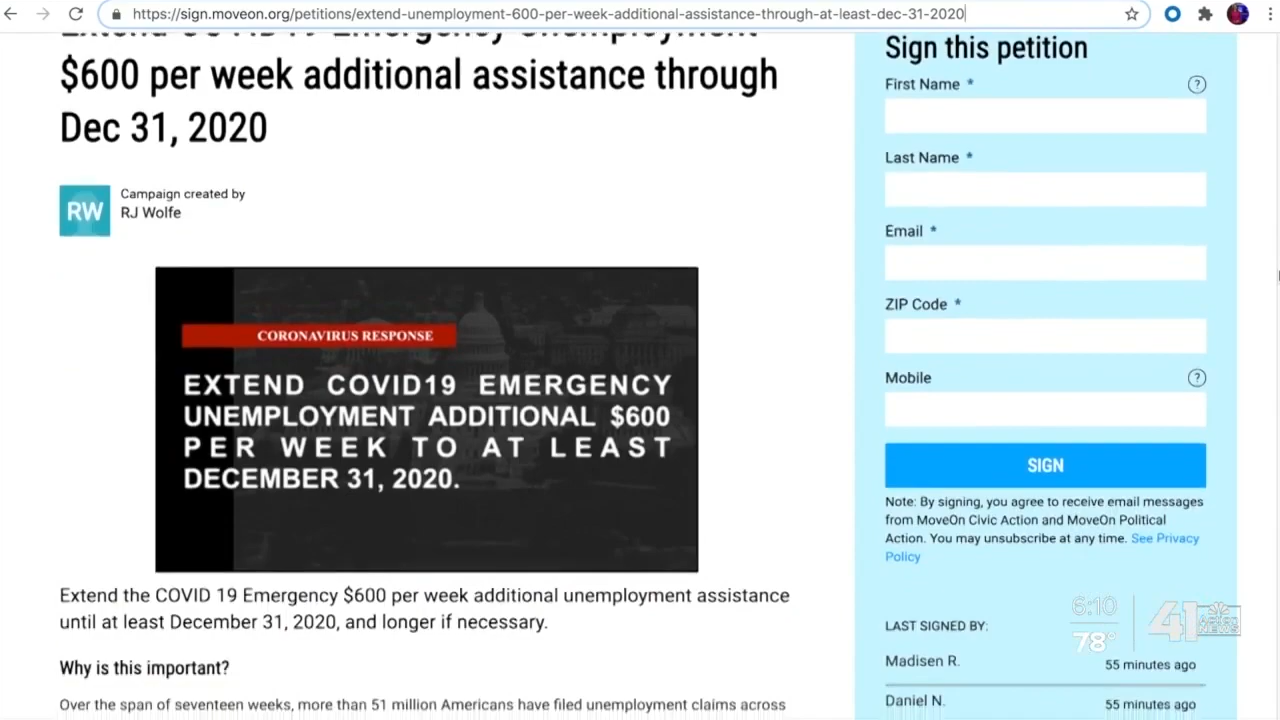 https://sign.moveon.org/petitions/extend-unemployment-600-per-week-additional-assistance-through-at-least-dec-31-2020
Extend COVID19 Emergency Unemployment
$600 per week additional assistance through
Dec 31, 2020
RW
Campaign created by
RJ Wolfe
CORONAVIRUS RESPONSE
EXTEND COVID19 EMERGENCY
UNEMPLOYMENT ADDITIONAL $600
PER WEEK TO AT LEAST
DECEMBER 31, 2020.
Extend the COVID 19 Emergency $600 per week additional unemployment assistance
until at least December 31, 2020, and longer if necessary.
Why is this important?
Over the span of seventeen weeks, more than 51 million Americans have filed unemployment claims across
Sign this petition
First Name *
?
Last Name *
Email *
ZIP Code *
Mobile
?
SIGN
Note: By signing, you agree to receive email messages
from MoveOn Civic Action and MoveOn Political
Action. You may unsubscribe at any time. See Privacy
Policy
LAST SIGNED BY:
Madisen R. 55 minutes ago
Daniel N. 55 minutes ago
6:10
78°
41
NEWS